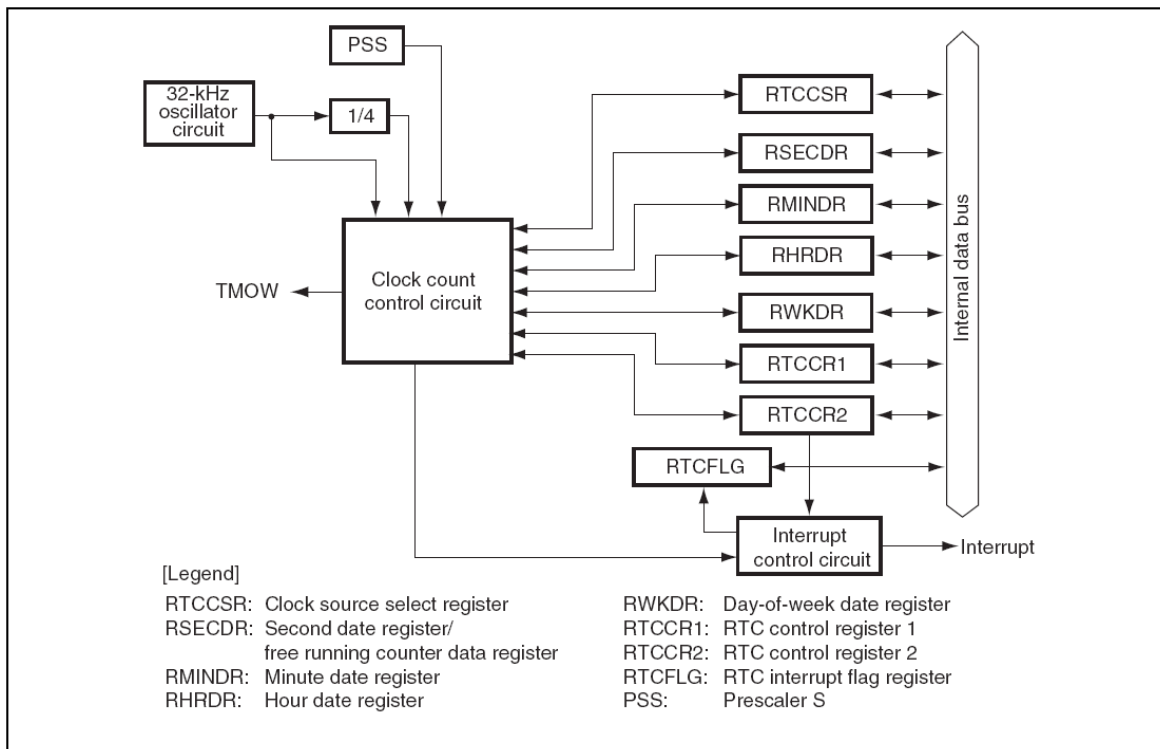 PSS
32-kHz
oscillator
circuit
1/4
RTCCSR
RSECDR
RMINDR
RHRDR
Clock count
control circuit
TMOW
RWKDR
RTCCR1
RTCCR2
RTCFLG
Internal data bus
Interrupt
control circuit
Interrupt
[Legend]
RTCCSR: Clock source select register
RSECDR: Second date register/
free running counter data register
RMINDR: Minute date register
RHRDR: Hour date register
RWKDR: Day-of-week date register
RTCCR1: RTC control register 1
RTCCR2: RTC control register 2
RTCFLG: RTC interrupt flag register
PSS: Prescaler S